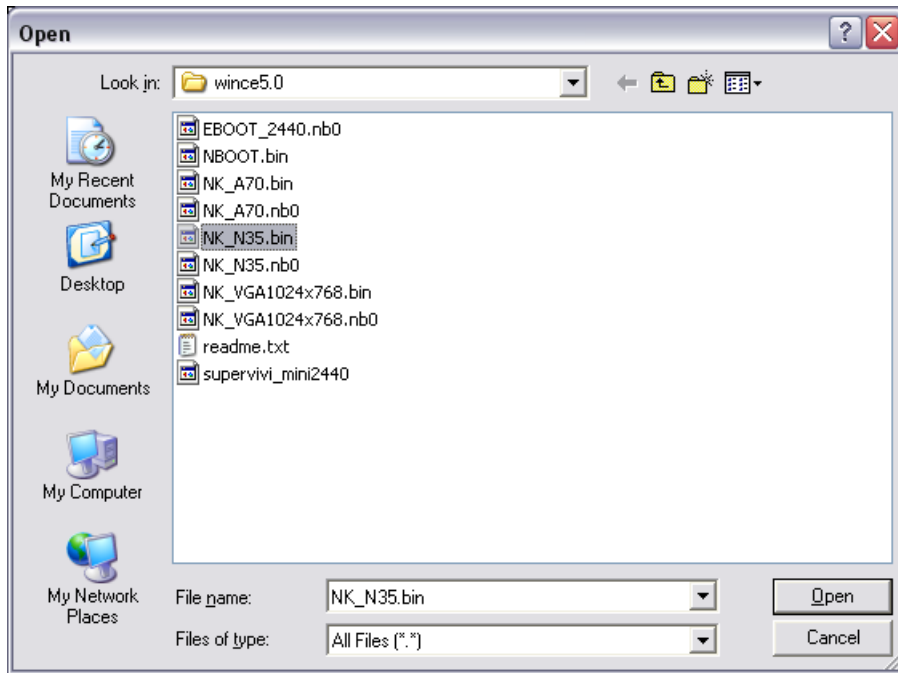 Open
Look in: wince5.0
My Recent
Documents
Desktop
My Documents
My Computer
My Network
Places
EBOOT_2440.nb0
NBOOT.bin
NK_A70.bin
NK_A70.nb0
NK_N35.bin
NK_N35.nb0
NK_VGA1024x768.bin
NK_VGA1024x768.nb0
readme.txt
supervivi_mini2440
File name: NK_N35.bin Open
Files of type: All Files (*.*) Cancel